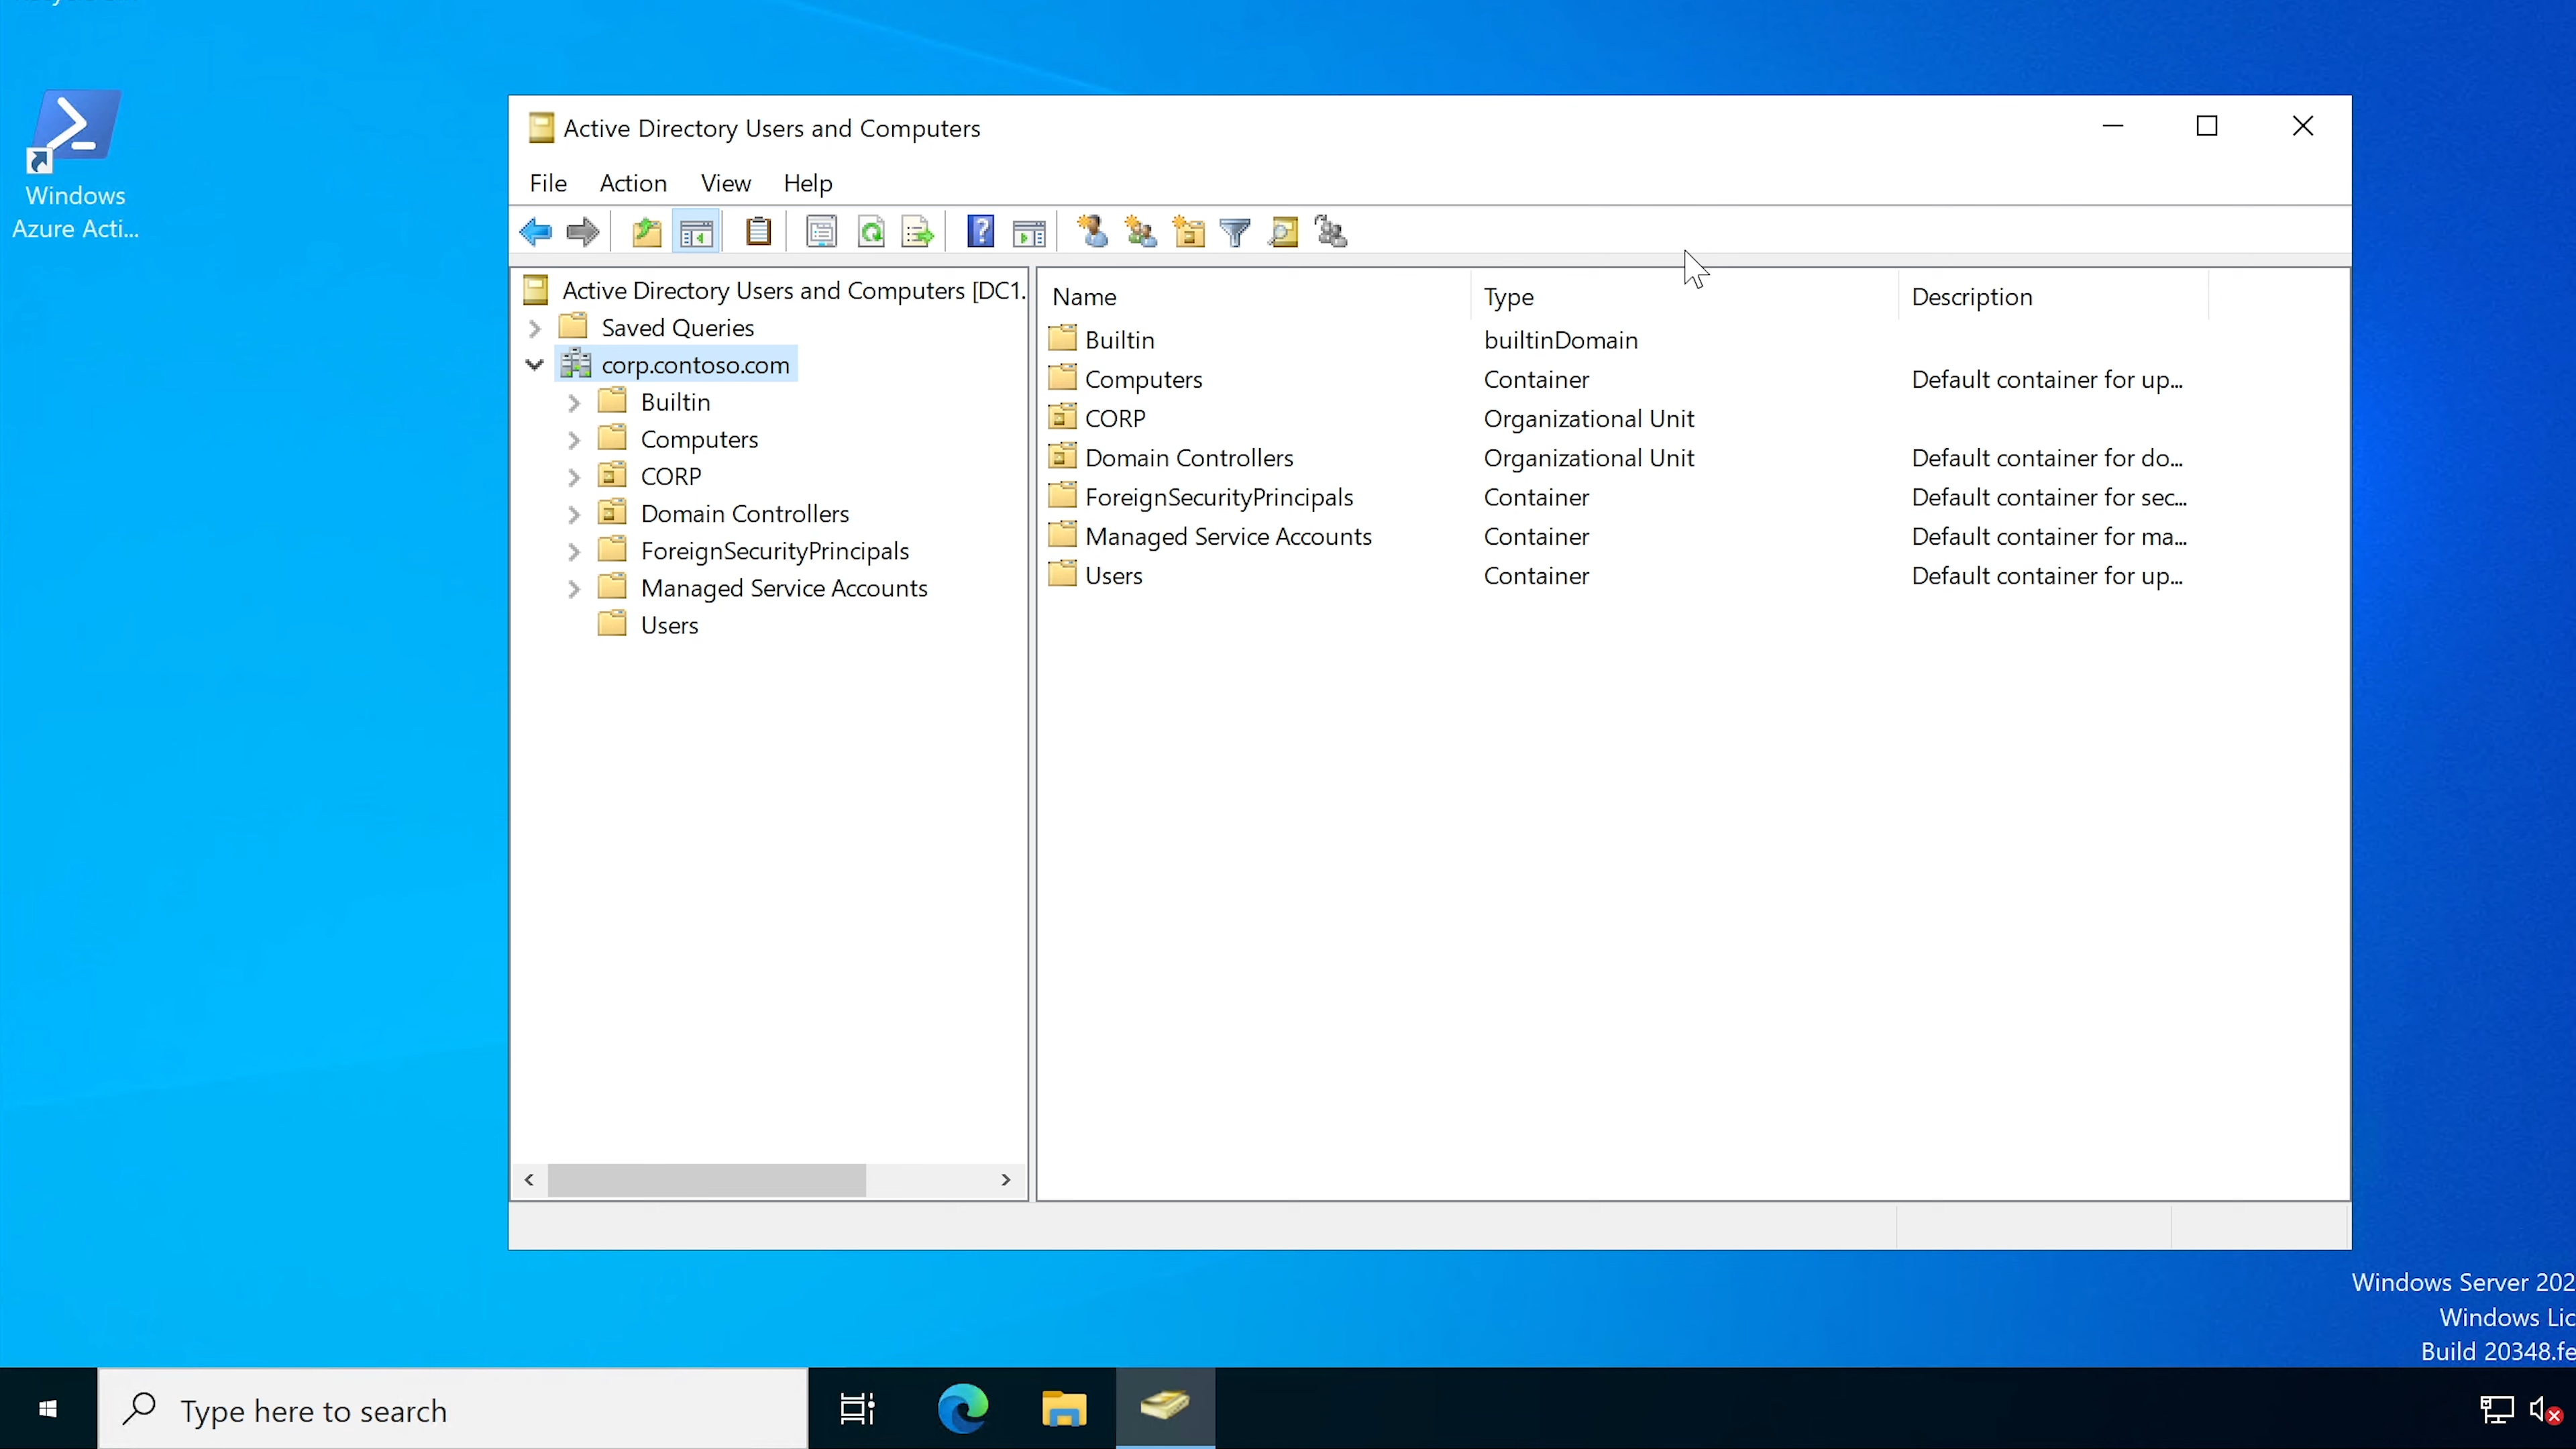 Windows
Azure Acti...
Active Directory Users and Computers
File Action View Help
Active Directory Users and Computers [DC1.
Saved Queries
corp.contoso.com
Builtin
Computers
CORP
Domain Controllers
ForeignSecurityPrincipals
Managed Service Accounts
Users
Name Type Description
Builtin builtinDomain
Computers Container Default container for up...
CORP Organizational Unit
Domain Controllers Organizational Unit Default container for do...
ForeignSecurityPrincipals Container Default container for sec...
Managed Service Accounts Container Default container for ma...
Users Container Default container for up...
Windows Server 202
Windows Lic
Build 20348.fe
Type here to search